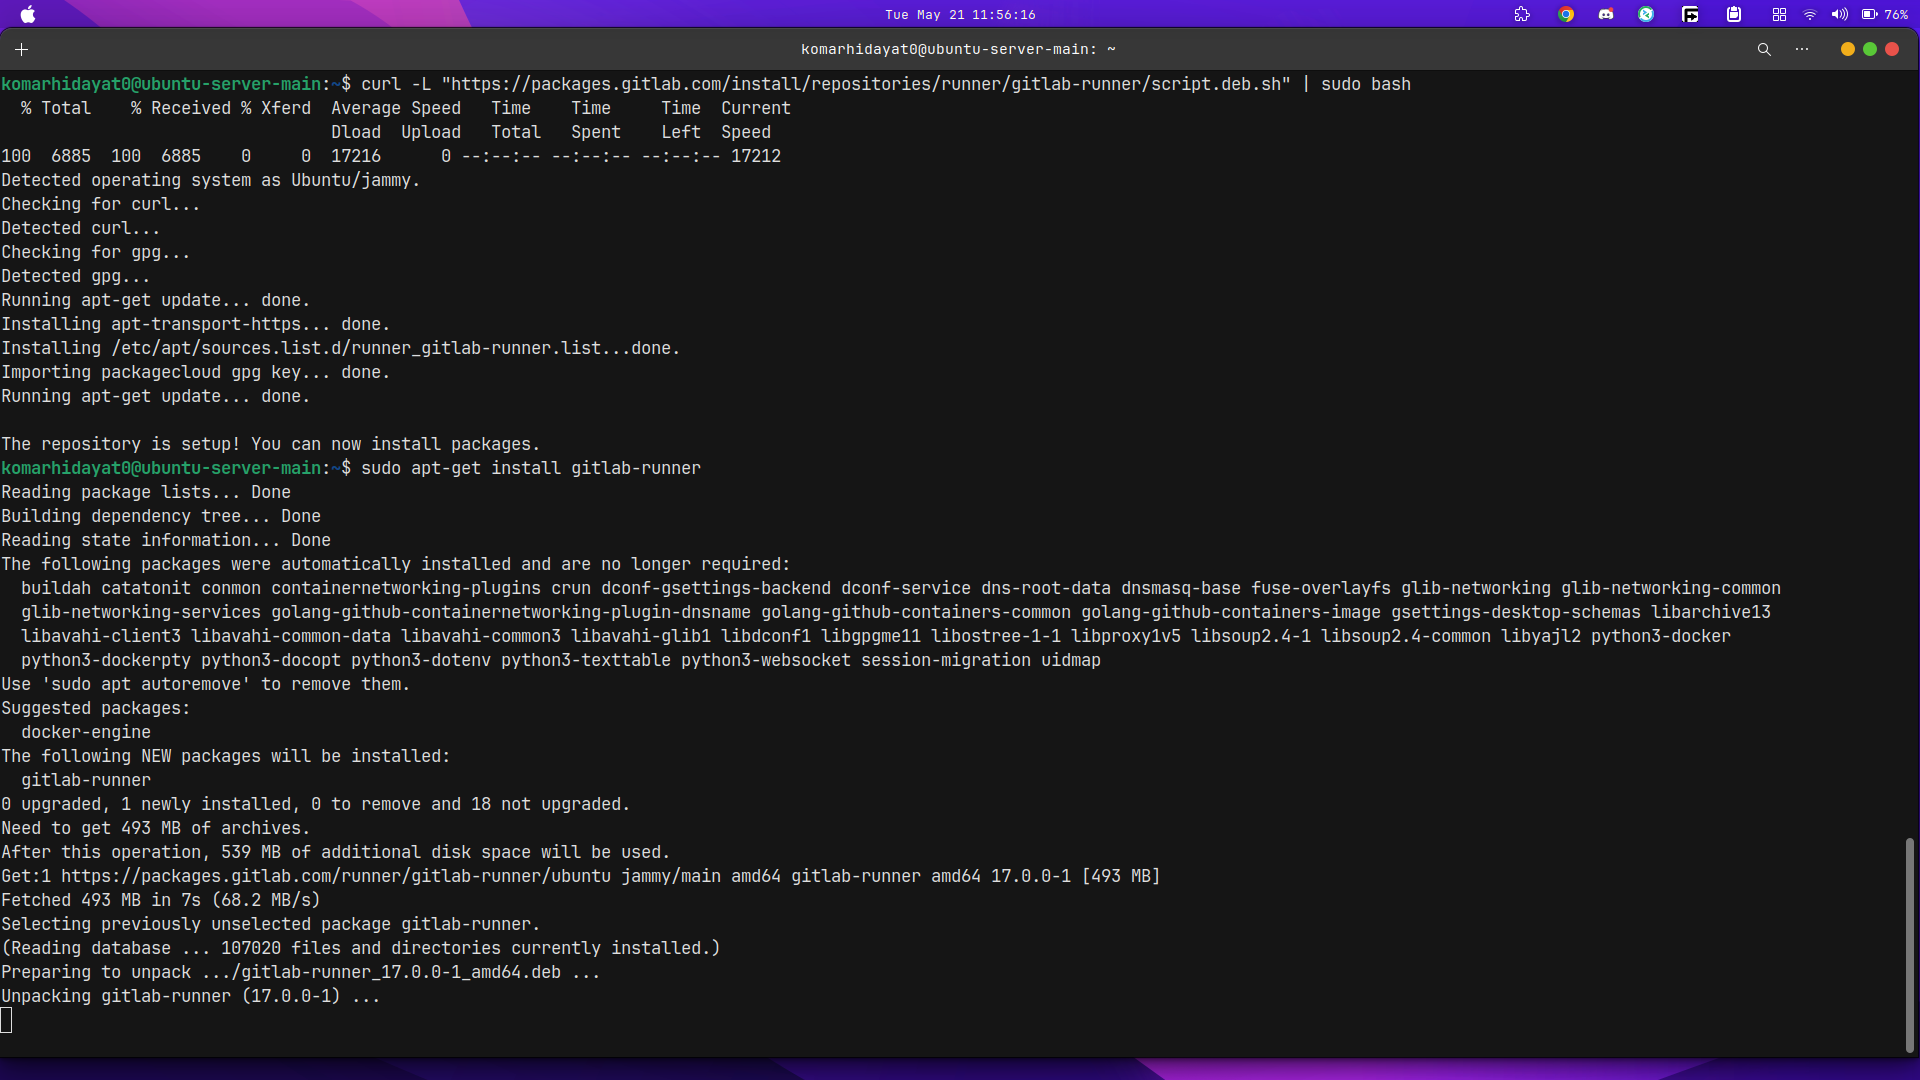 Tue May 21 11:56:16
76%
komarhidayat0@ubuntu-server-main: ~
komarhidayat0@ubuntu-server-main:~$ curl -L "https://packages.gitlab.com/install/repositories/runner/gitlab-runner/script.deb.sh" | sudo bash
  % Total    % Received % Xferd  Average Speed   Time    Time     Time  Current
                                 Dload  Upload   Total   Spent    Left  Speed
100  6885  100  6885    0     0  17216      0 --:--:-- --:--:-- --:--:-- 17212
Detected operating system as Ubuntu/jammy.
Checking for curl...
Detected curl...
Checking for gpg...
Detected gpg...
Running apt-get update... done.
Installing apt-transport-https... done.
Installing /etc/apt/sources.list.d/runner_gitlab-runner.list...done.
Importing packagecloud gpg key... done.
Running apt-get update... done.
The repository is setup! You can now install packages.
komarhidayat0@ubuntu-server-main:~$ sudo apt-get install gitlab-runner
Reading package lists... Done
Building dependency tree... Done
Reading state information... Done
The following packages were automatically installed and are no longer required:
  buildah catatonit conmon containernetworking-plugins crun dconf-gsettings-backend dconf-service dns-root-data dnsmasq-base fuse-overlayfs glib-networking glib-networking-common
  glib-networking-services golang-github-containernetworking-plugin-dnsname golang-github-containers-common golang-github-containers-image gsettings-desktop-schemas libarchive13
  libavahi-client3 libavahi-common-data libavahi-common3 libavahi-glib1 libdconf1 libgpgme11 libostree-1-1 libproxy1v5 libsoup2.4-1 libsoup2.4-common libyajl2 python3-docker
  python3-dockerpty python3-docopt python3-dotenv python3-texttable python3-websocket session-migration uidmap
Use 'sudo apt autoremove' to remove them.
Suggested packages:
  docker-engine
The following NEW packages will be installed:
  gitlab-runner
0 upgraded, 1 newly installed, 0 to remove and 18 not upgraded.
Need to get 493 MB of archives.
After this operation, 539 MB of additional disk space will be used.
Get:1 https://packages.gitlab.com/runner/gitlab-runner/ubuntu jammy/main amd64 gitlab-runner amd64 17.0.0-1 [493 MB]
Fetched 493 MB in 7s (68.2 MB/s)
Selecting previously unselected package gitlab-runner.
(Reading database ... 107020 files and directories currently installed.)
Preparing to unpack .../gitlab-runner_17.0.0-1_amd64.deb ...
Unpacking gitlab-runner (17.0.0-1) ...